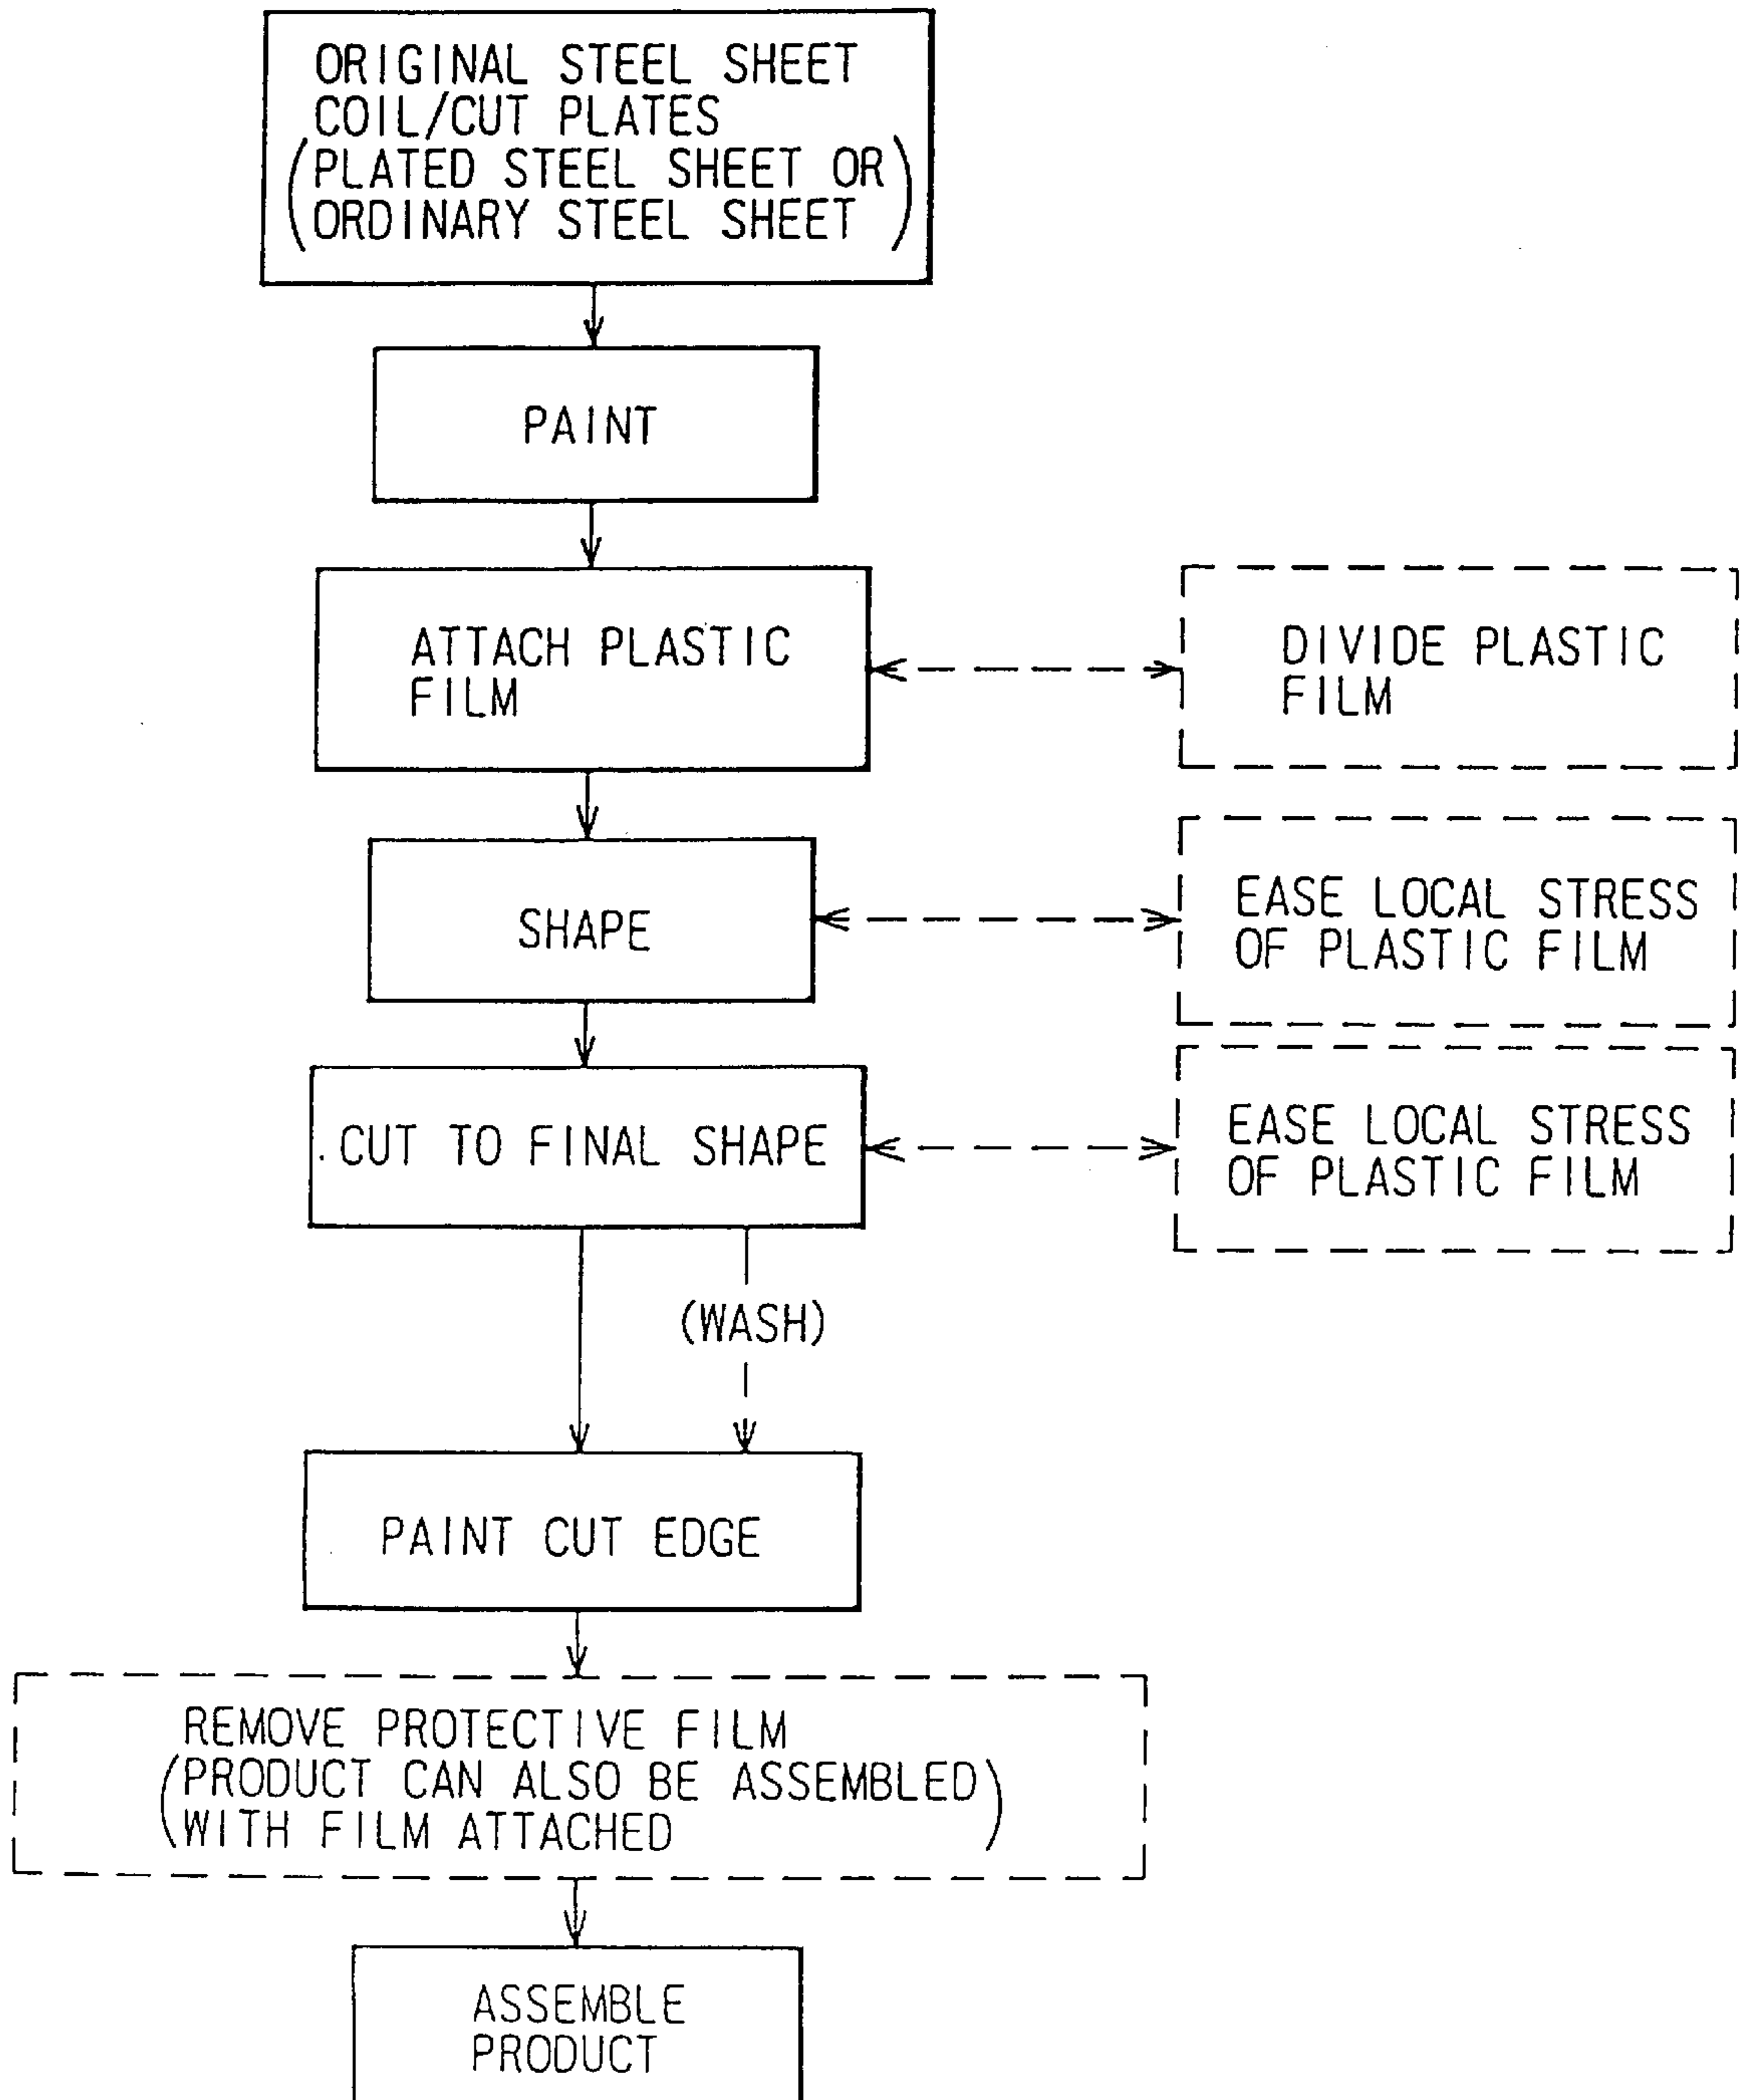 ORIGINAL STEEL SHEET
COIL/CUT PLATES
(PLATED STEEL SHEET OR
ORDINARY STEEL SHEET)
PAINT
ATTACH PLASTIC
FILM
DIVIDE PLASTIC
FILM
SHAPE
EASE LOCAL STRESS
OF PLASTIC FILM
CUT TO FINAL SHAPE
EASE LOCAL STRESS
OF PLASTIC FILM
(WASH)
PAINT CUT EDGE
REMOVE PROTECTIVE FILM
(PRODUCT CAN ALSO BE ASSEMBLED
WITH FILM ATTACHED)
ASSEMBLE
PRODUCT